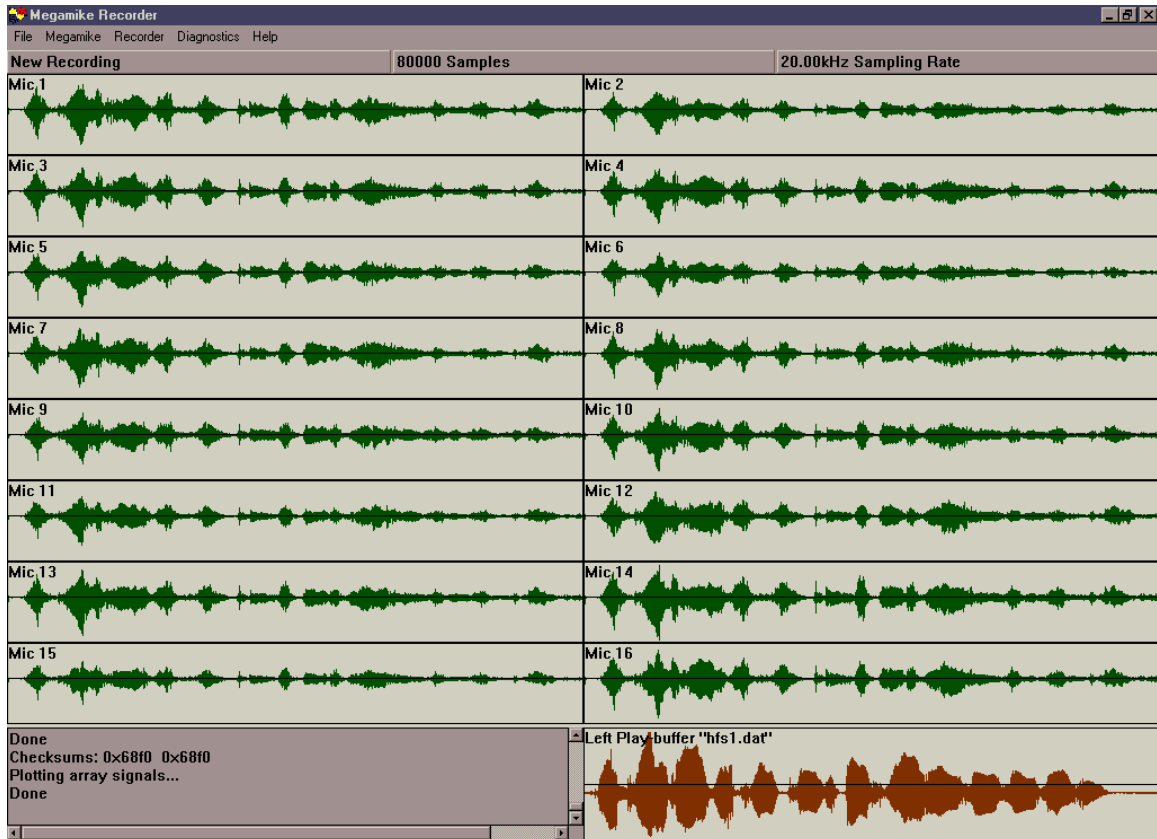 Megamike Recorder
File Megamike Recorder Diagnostics Help
New Recording 80000 Samples 20.00kHz Sampling Rate
Mic 1 Mic 2
Mic 3 Mic 4
Mic 5 Mic 6
Mic 7 Mic 8
Mic 9 Mic 10
Mic 11 Mic 12
Mic 13 Mic 14
Mic 15 Mic 16
Done
Checksums: 0x68f0 0x68f0
Plotting array signals...
Done
Left Play-buffer "hfs1.dat"